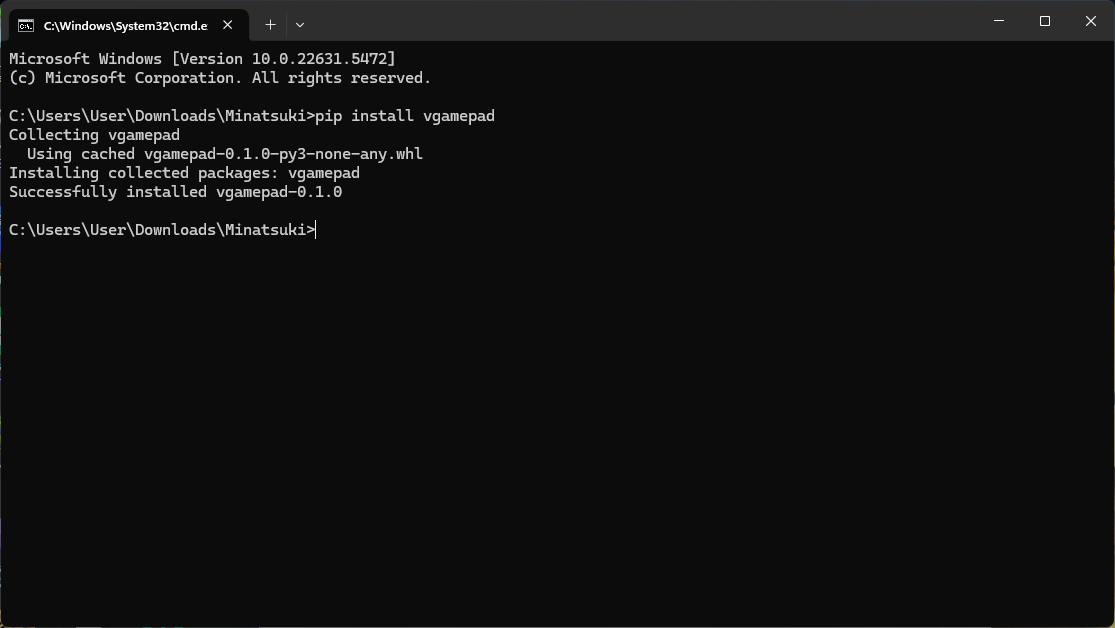 C:\Windows\System32\cmd.e
Microsoft Windows [Version 10.0.22631.5472]
(c) Microsoft Corporation. All rights reserved.
C:\Users\User\Downloads\Minatsuki>pip install vgamepad
Collecting vgamepad
  Using cached vgamepad-0.1.0-py3-none-any.whl
Installing collected packages: vgamepad
Successfully installed vgamepad-0.1.0
C:\Users\User\Downloads\Minatsuki>